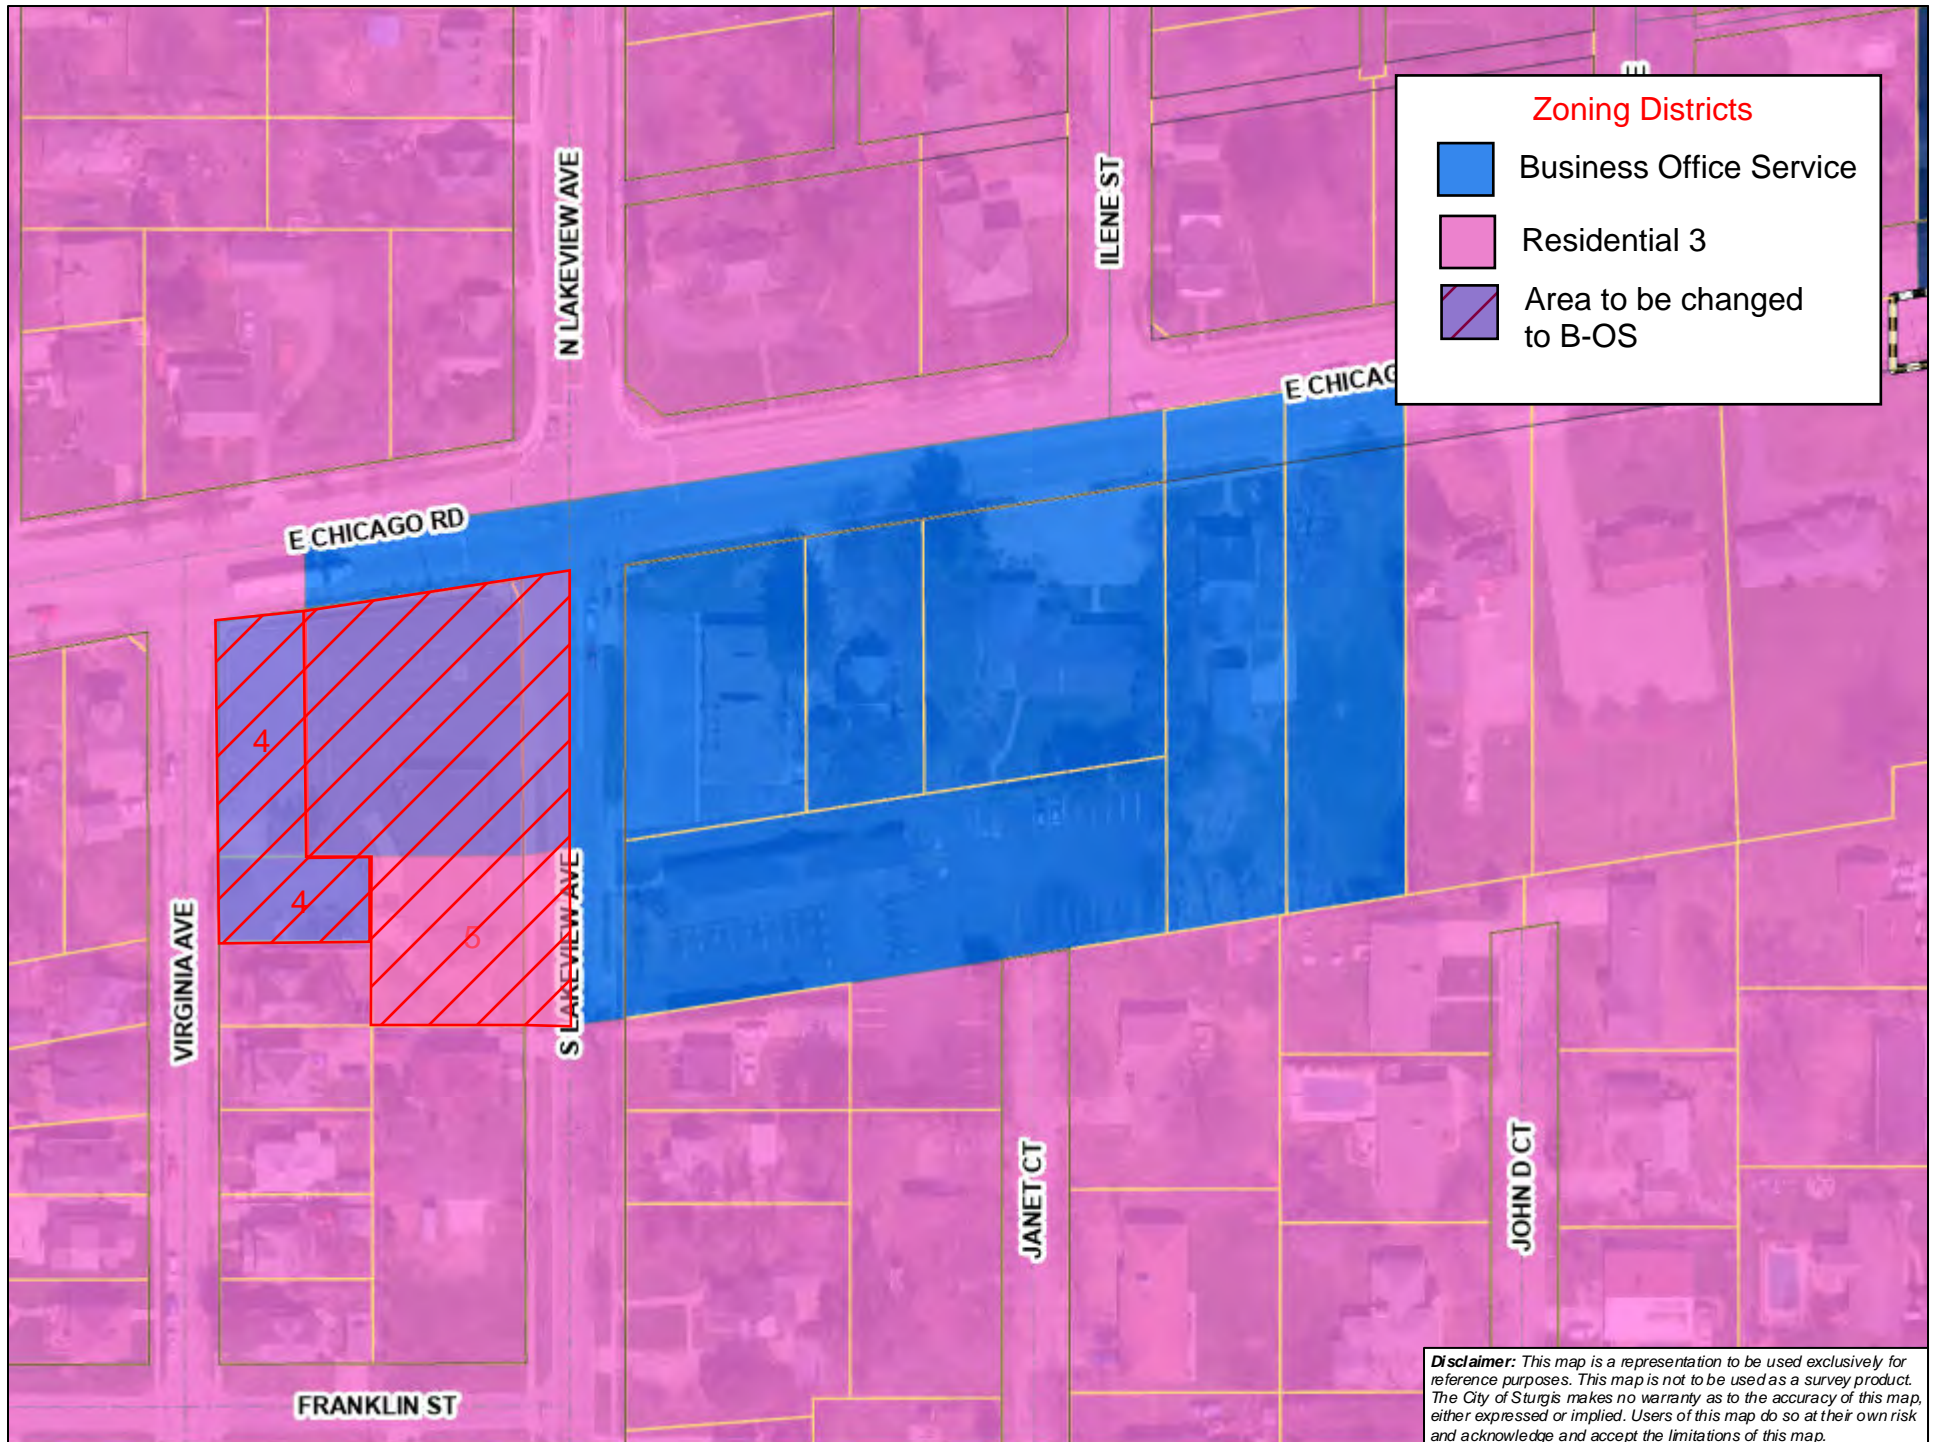 Zoning Districts
Business Office Service
Residential 3
Area to be changed
to B-OS
N LAKEVIEW AVE
ILENE ST
E CHICAG
E CHICAGO RD
4
4
5
VIRGINIA AVE
S LAKEVIEW AVE
JANET CT
JOHN D CT
FRANKLIN ST
Disclaimer: This map is a representation to be used exclusively for
reference purposes. This map is not to be used as a survey product.
The City of Sturgis makes no warranty as to the accuracy of this map,
either expressed or implied. Users of this map do so at their own risk
and acknowledge and accept the limitations of this map.